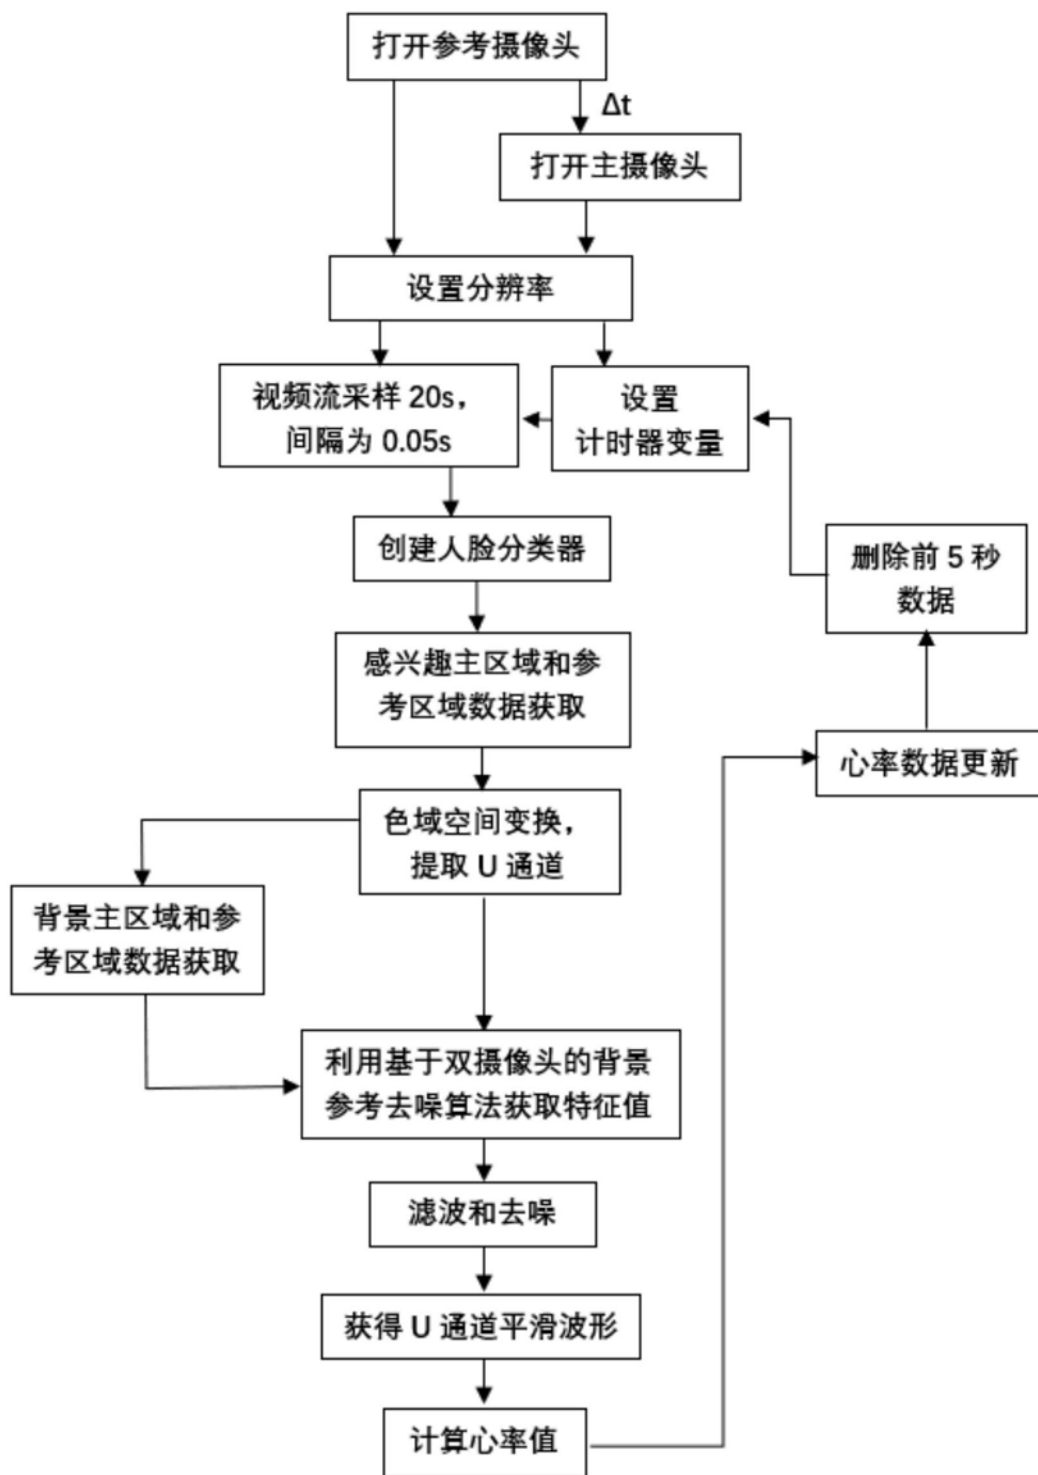 打开参考摄像头
Δt
打开主摄像头
设置分辨率
视频流采样 20s，
间隔为 0.05s
设置
计时器变量
创建人脸分类器
删除前 5 秒
数据
感兴趣主区域和参
考区域数据获取
心率数据更新
色域空间变换，
提取 U 通道
背景主区域和参
考区域数据获取
利用基于双摄像头的背景
参考去噪算法获取特征值
滤波和去噪
获得 U 通道平滑波形
计算心率值